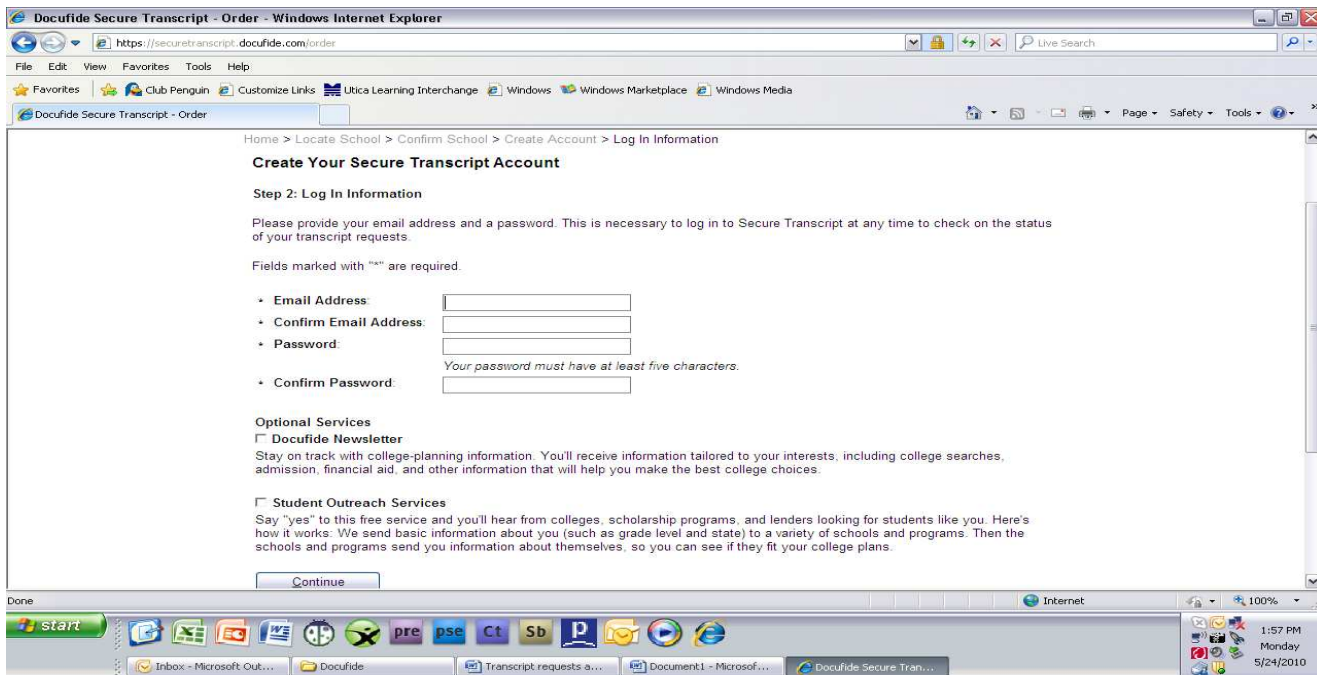 Docufide Secure Transcript - Order - Windows Internet Explorer
https://securetranscript.docufide.com/order
Live Search
File Edit View Favorites Tools Help
Favorites Club Penguin Customize Links Utica Learning Interchange Windows Windows Marketplace Windows Media
Docufide Secure Transcript - Order
Page Safety Tools
Home > Locate School > Confirm School > Create Account > Log In Information
Create Your Secure Transcript Account
Step 2: Log In Information
Please provide your email address and a password. This is necessary to log in to Secure Transcript at any time to check on the status
of your transcript requests.
Fields marked with "*" are required.
* Email Address:
* Confirm Email Address:
* Password:
Your password must have at least five characters.
* Confirm Password:
Optional Services
Docufide Newsletter
Stay on track with college-planning information. You'll receive information tailored to your interests, including college searches,
admission, financial aid, and other information that will help you make the best college choices.
Student Outreach Services
Say "yes" to this free service and you'll hear from colleges, scholarship programs, and lenders looking for students like you. Here's
how it works: We send basic information about you (such as grade level and state) to a variety of schools and programs. Then the
schools and programs send you information about themselves, so you can see if they fit your college plans.
Continue
Done
Internet
100%
start
pre pse Ct Sb p
1:57 PM
Monday
5/24/2010
Inbox - Microsoft Out...
Docufide
Transcript requests a...
Document1 - Microsof...
Docufide Secure Tran...